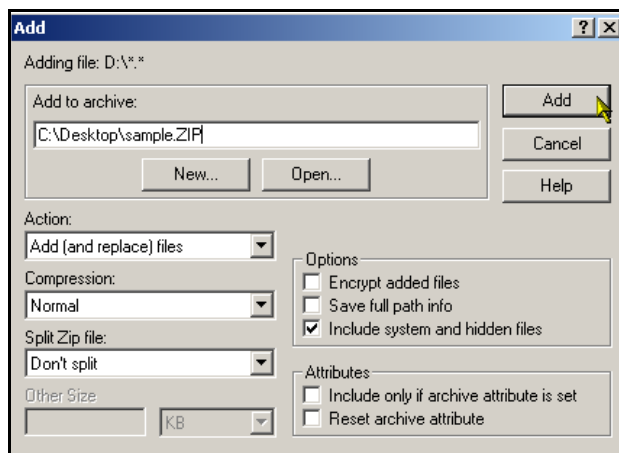 Add
Adding file: D:\*.*
Add to archive:
C:\Desktop\sample.ZIP
New...
Open...
Add
Cancel
Help
Action:
Add (and replace) files
Compression:
Normal
Split Zip file:
Don't split
Other Size
KB
Options
Encrypt added files
Save full path info
Include system and hidden files
Attributes
Include only if archive attribute is set
Reset archive attribute